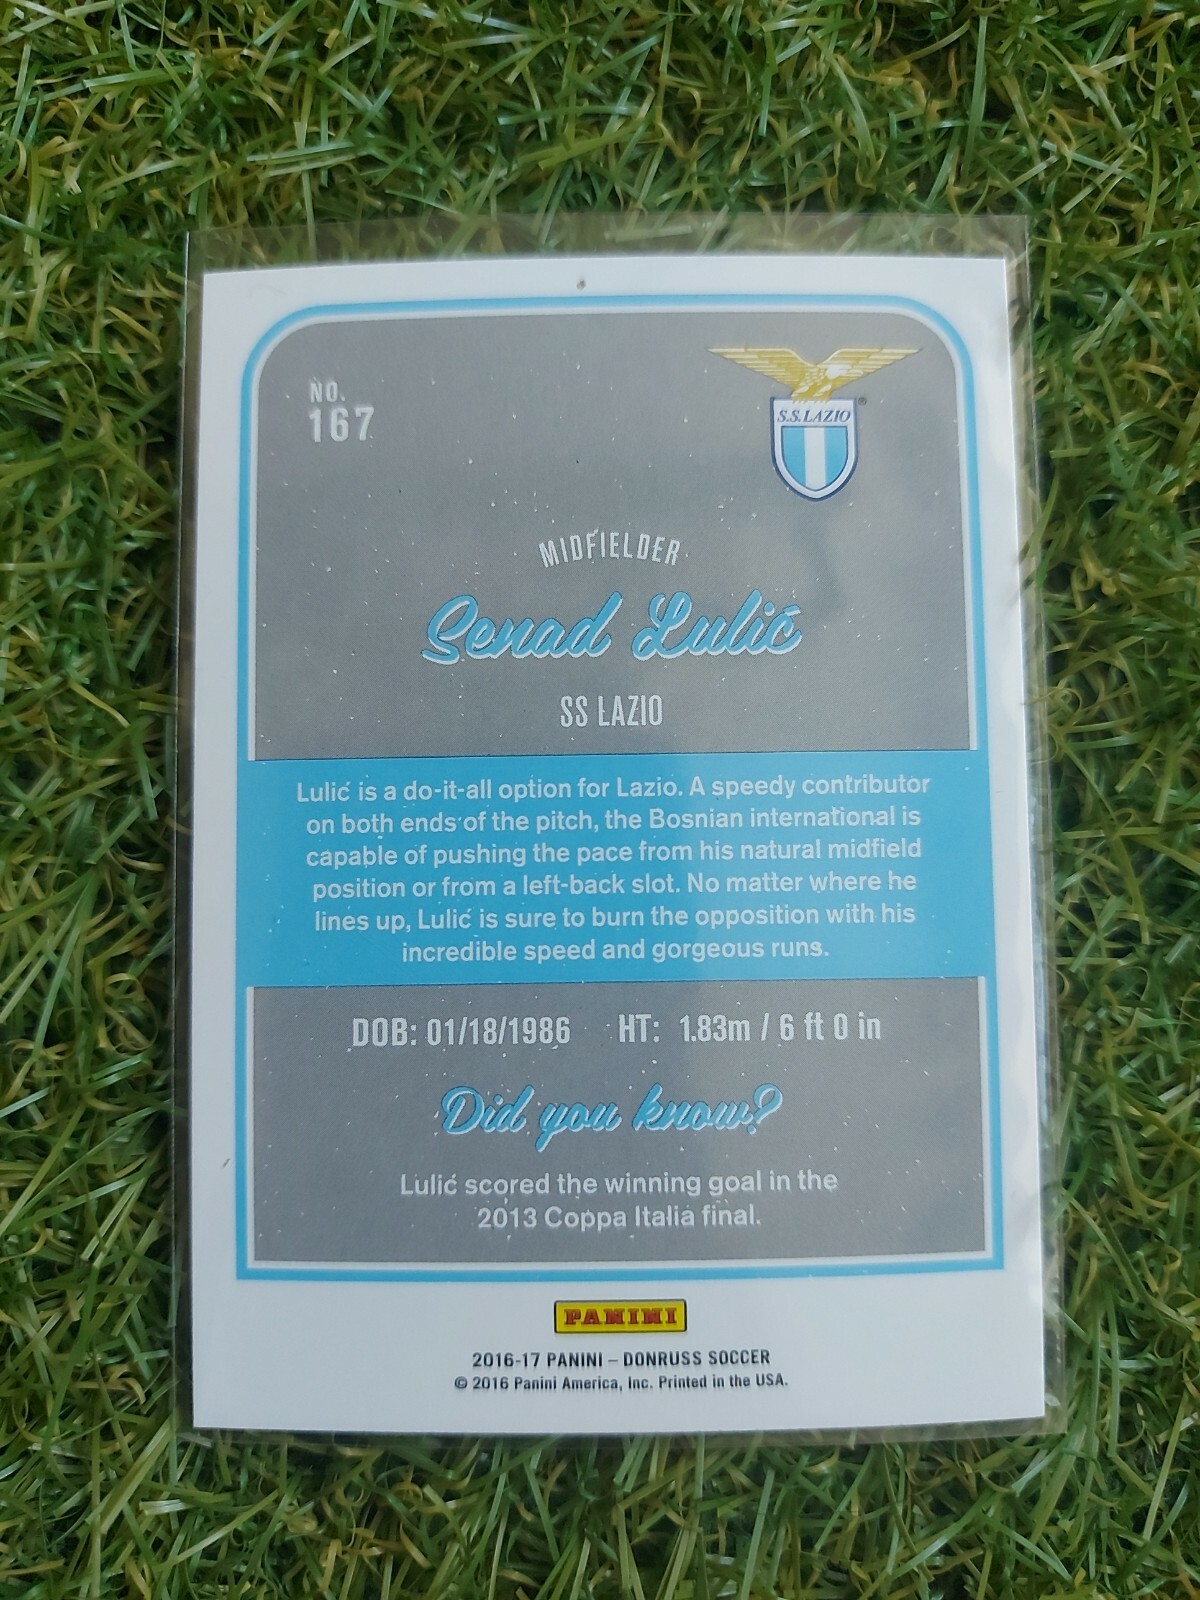 NO.
167
S.S. LAZIO
®
MIDFIELDER
Senad Lulić
SS LAZIO
Lulić is a do-it-all option for Lazio. A speedy contributor
on both ends of the pitch, the Bosnian international is
capable of pushing the pace from his natural midfield
position or from a left-back slot. No matter where he
lines up, Lulić is sure to burn the opposition with his
incredible speed and gorgeous runs.
DOB: 01/18/1986 HT: 1.83m / 6 ft 0 in
Did you know?
Lulić scored the winning goal in the
2013 Coppa Italia final.
PANINI
2016-17 PANINI – DONRUSS SOCCER
© 2016 Panini America, Inc. Printed in the USA.